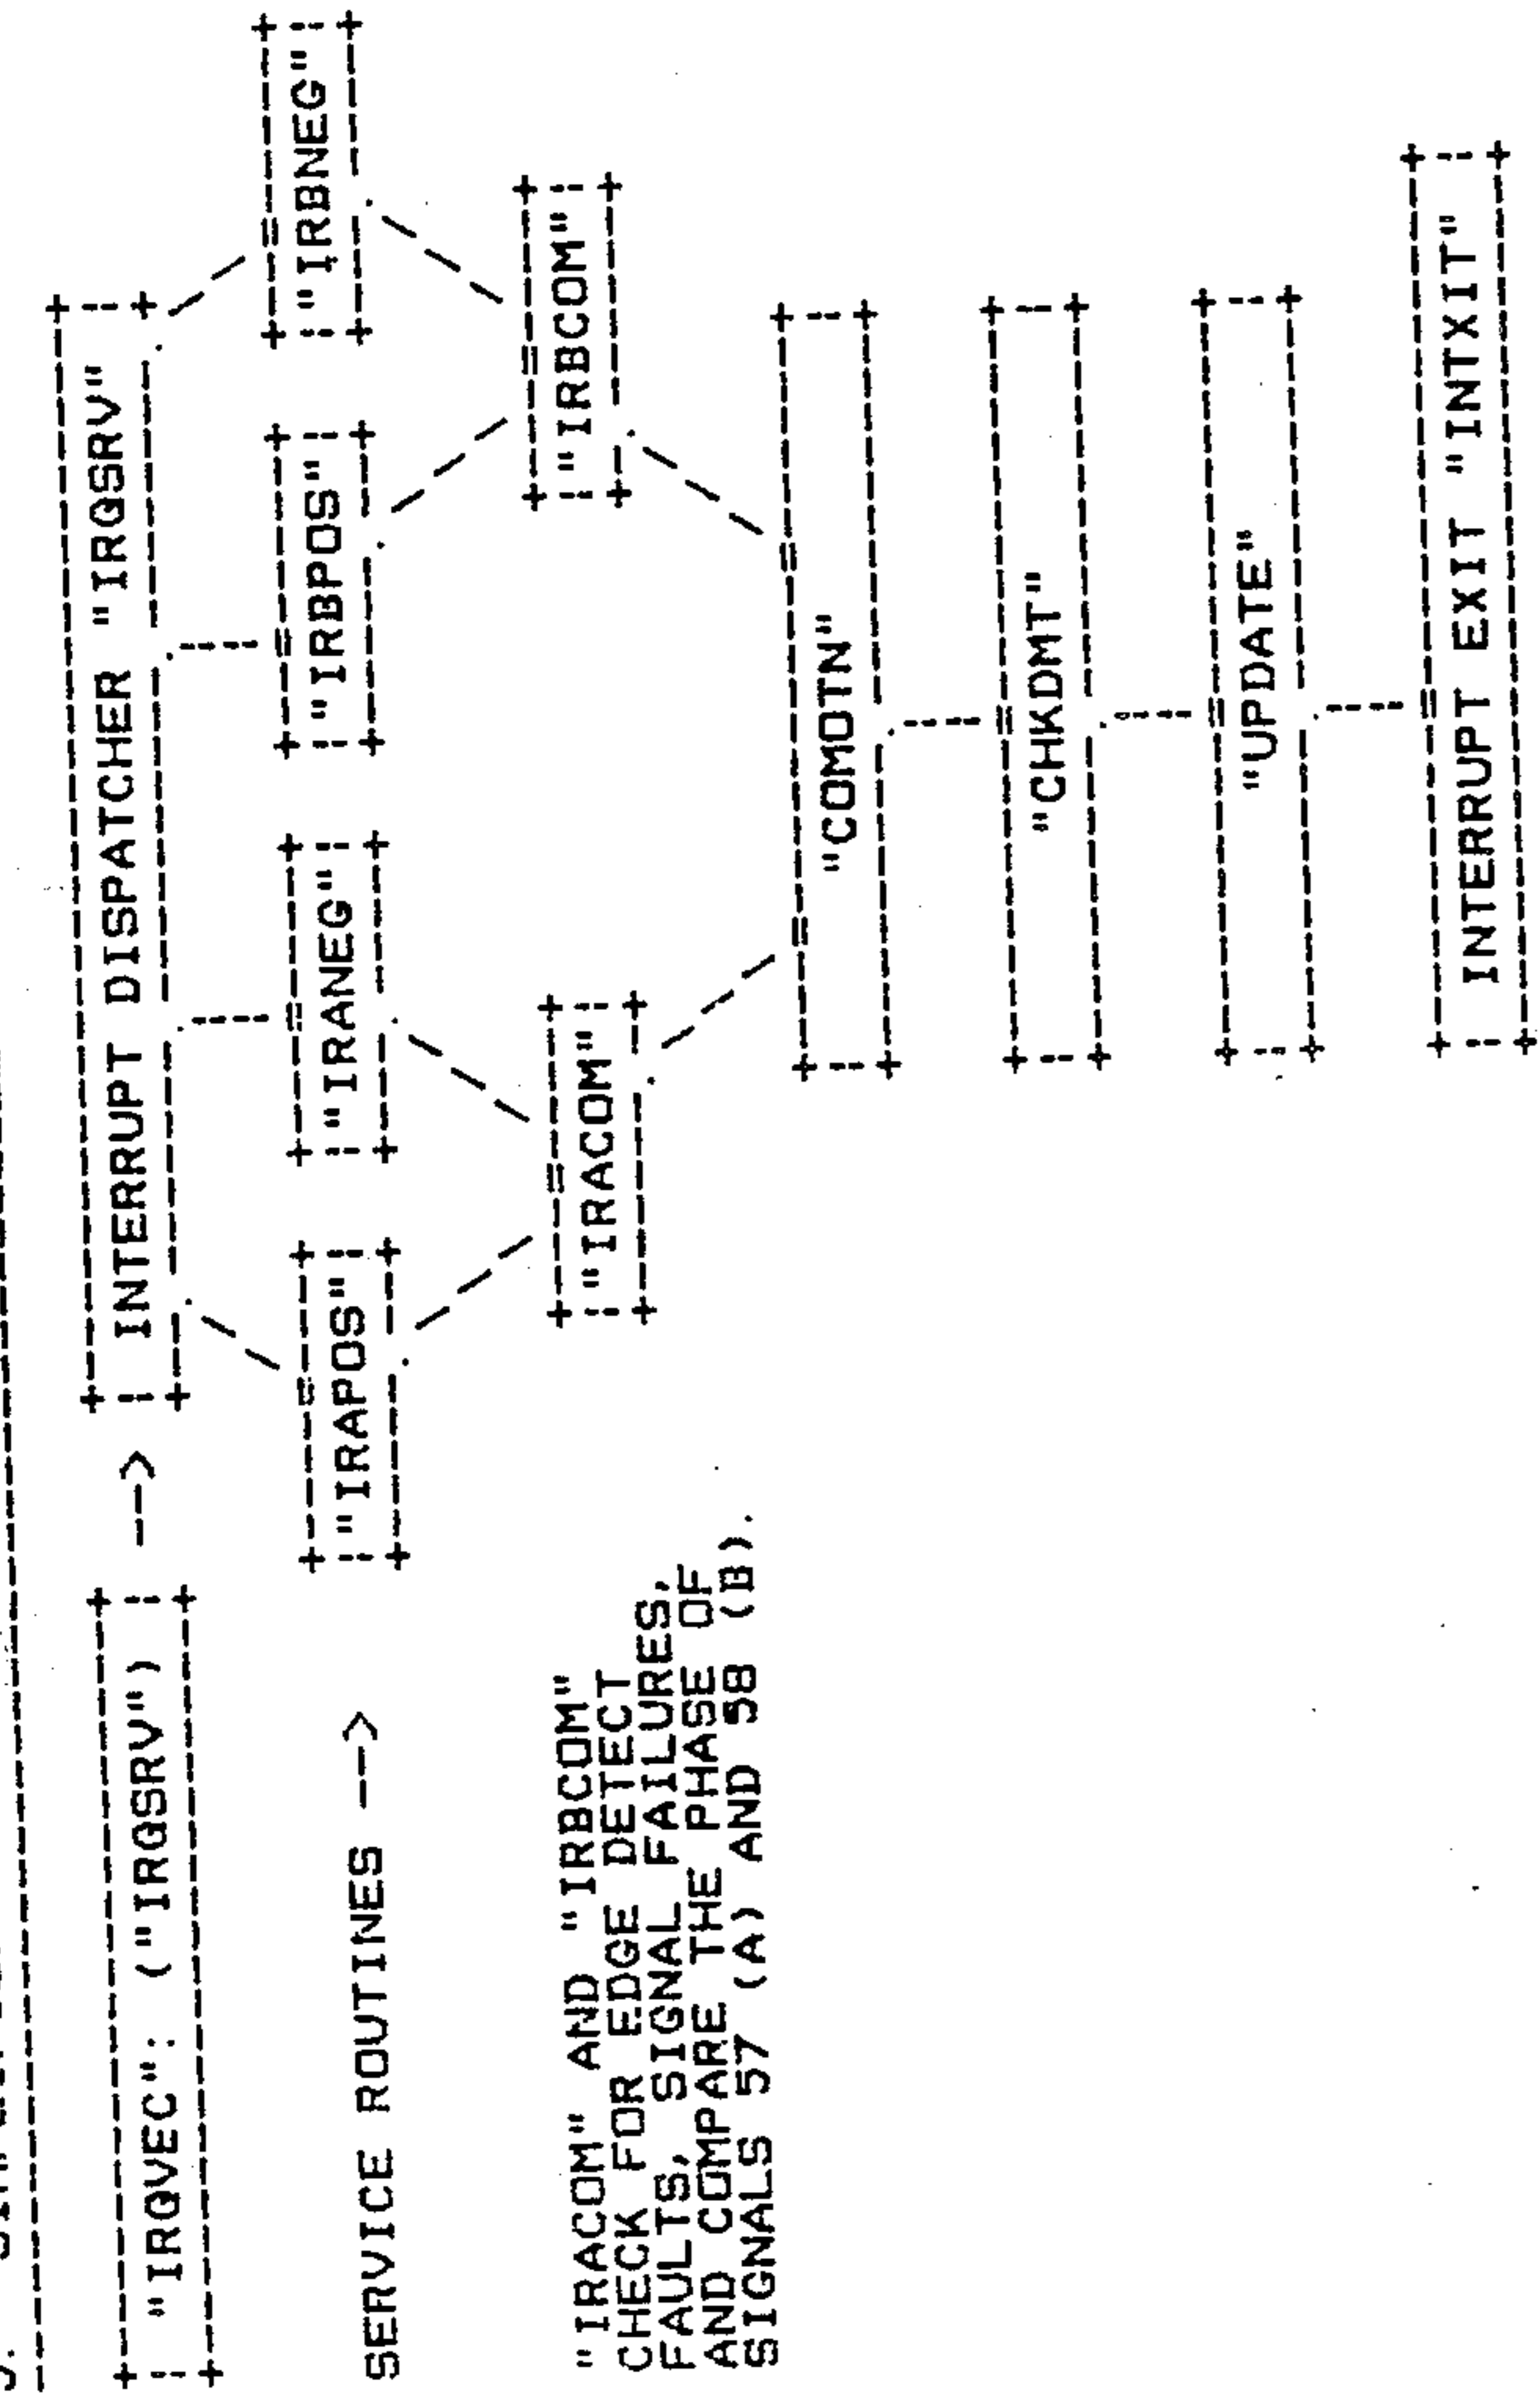 "IRQVEC": ("IRQSRV") --> INTERRUPT DISPATCHER "IRQSRV"
SERVICE ROUTINES --> "IRAPOS" "IRANEG" "IRBPOS" "IRBNEG"
"IRACOM" AND "IRBCOM"
CHECK FOR EDGE DETECT
FAULTS, SIGNAL FAILURES,
AND COMPARE THE PHASE OF
SIGNALS 57 (A) AND 58 (B).
"IRACOM" "IRBCOM"
"COMOTN"
"CHKDMT"
"UPDATE"
INTERRUPT EXIT "INTXIT"